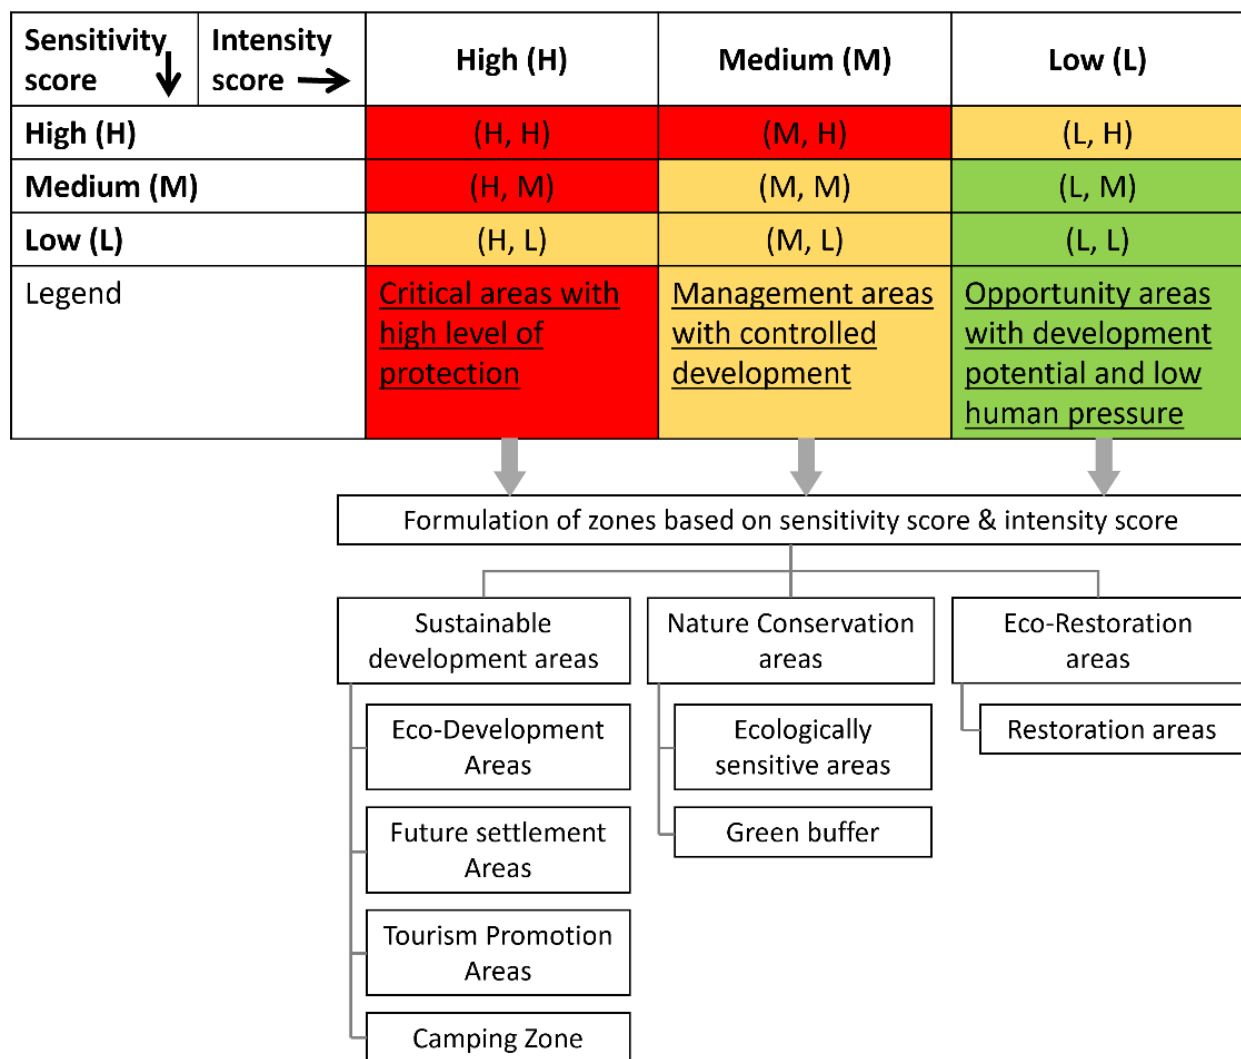 Sensitivity
score
Intensity
score
High (H)
Medium (M)
Low (L)
High (H)
(H, H)
(M, H)
(L, H)
Medium (M)
(H, M)
(M, M)
(L, M)
Low (L)
(H, L)
(M, L)
(L, L)
Legend
Critical areas with
high level of
protection
Management areas
with controlled
development
Opportunity areas
with development
potential and low
human pressure
Formulation of zones based on sensitivity score & intensity score
Sustainable
development areas
Nature Conservation
areas
Eco-Restoration
areas
Eco-Development
Areas
Ecologically
sensitive areas
Restoration areas
Future settlement
Areas
Green buffer
Tourism Promotion
Areas
Camping Zone